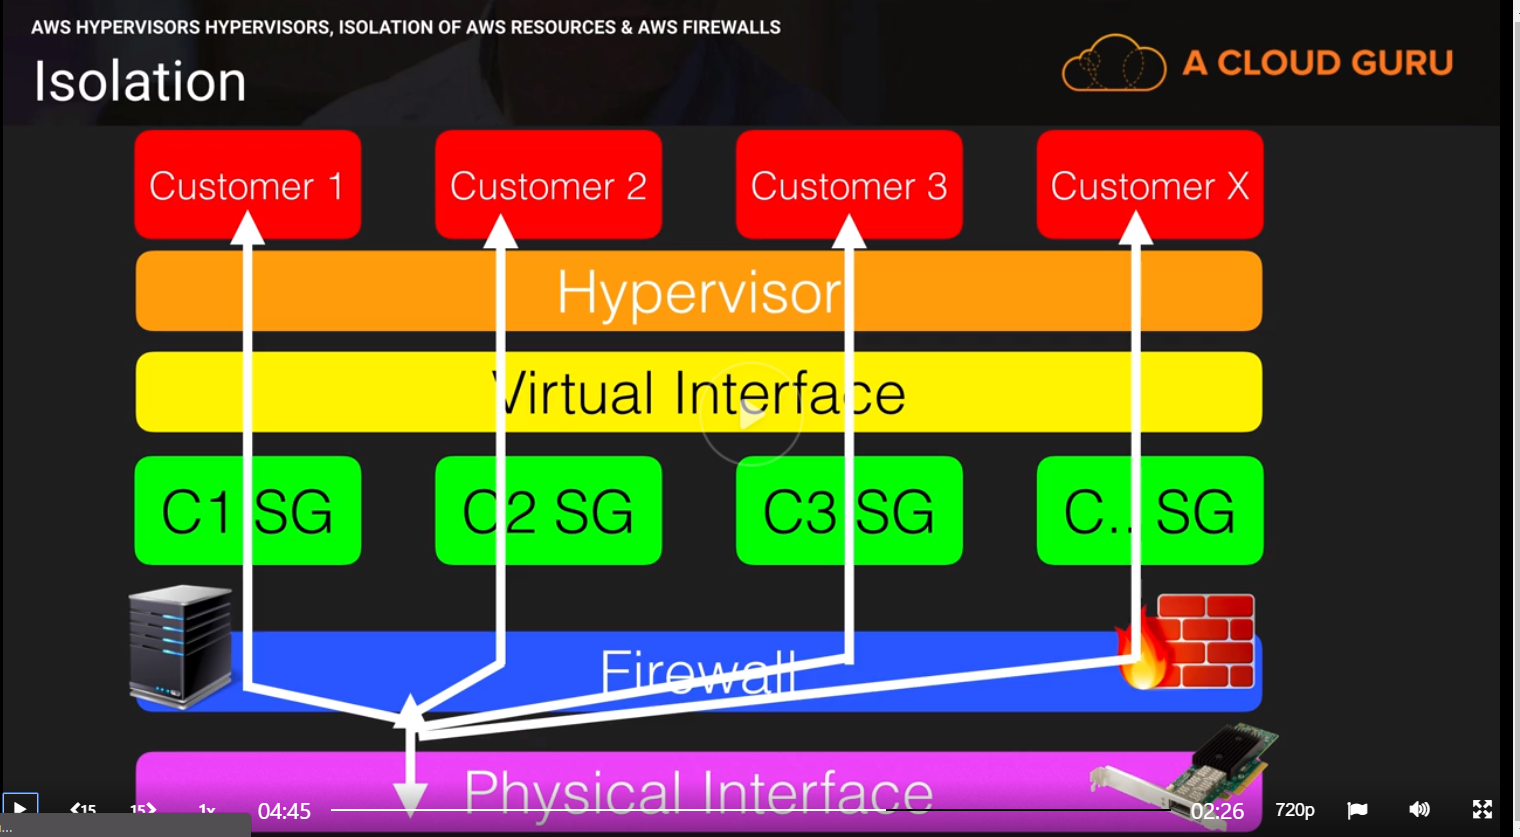 AWS HYPERVISORS HYPERVISORS, ISOLATION OF AWS RESOURCES & AWS FIREWALLS
Isolation
A CLOUD GURU
Customer 1 Customer 2 Customer 3 Customer X
Hypervisor
Virtual Interface
C1 SG C2 SG C3 SG C.. SG
Firewall
Physical Interface
15 15 1x 04:45 02:26 720p
...